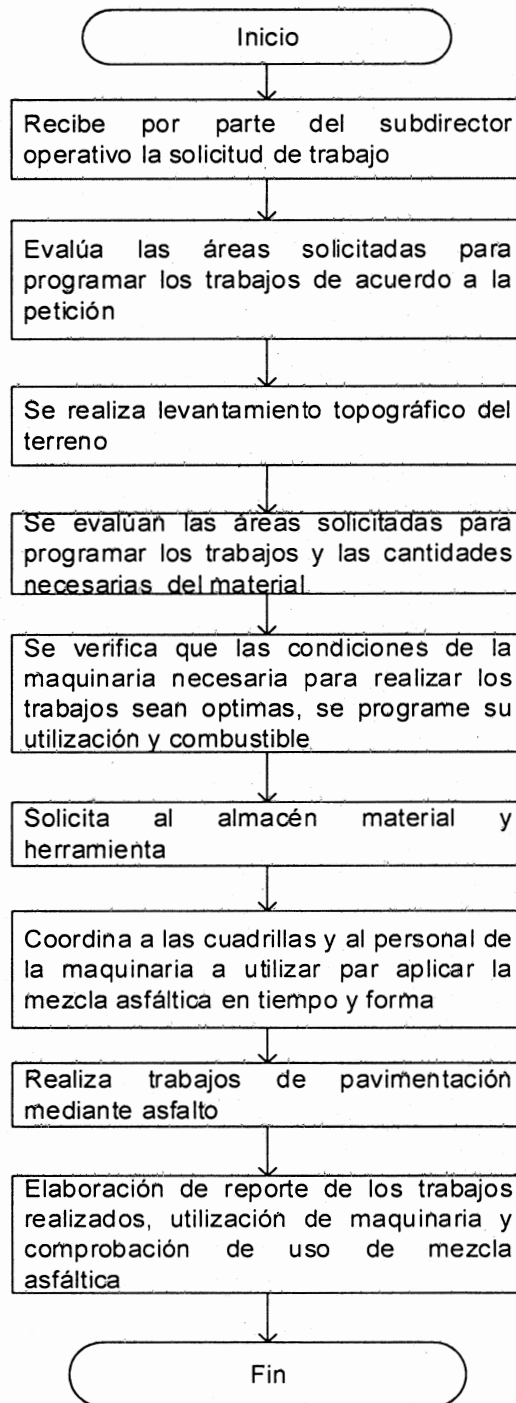 Inicio
Recibe por parte del subdirector
operativo la solicitud de trabajo
Evalúa las áreas solicitadas para
programar los trabajos de acuerdo a la
petición
Se realiza levantamiento topográfico del
terreno
Se evalúan las áreas solicitadas para
programar los trabajos y las cantidades
necesarias del material
Se verifica que las condiciones de la
maquinaria necesaria para realizar los
trabajos sean optimas, se programe su
utilización y combustible
Solicita al almacén material y
herramienta
Coordina a las cuadrillas y al personal de
la maquinaria a utilizar par aplicar la
mezcla asfáltica en tiempo y forma
Realiza trabajos de pavimentación
mediante asfalto
Elaboración de reporte de los trabajos
realizados, utilización de maquinaria y
comprobación de uso de mezcla
asfáltica
Fin